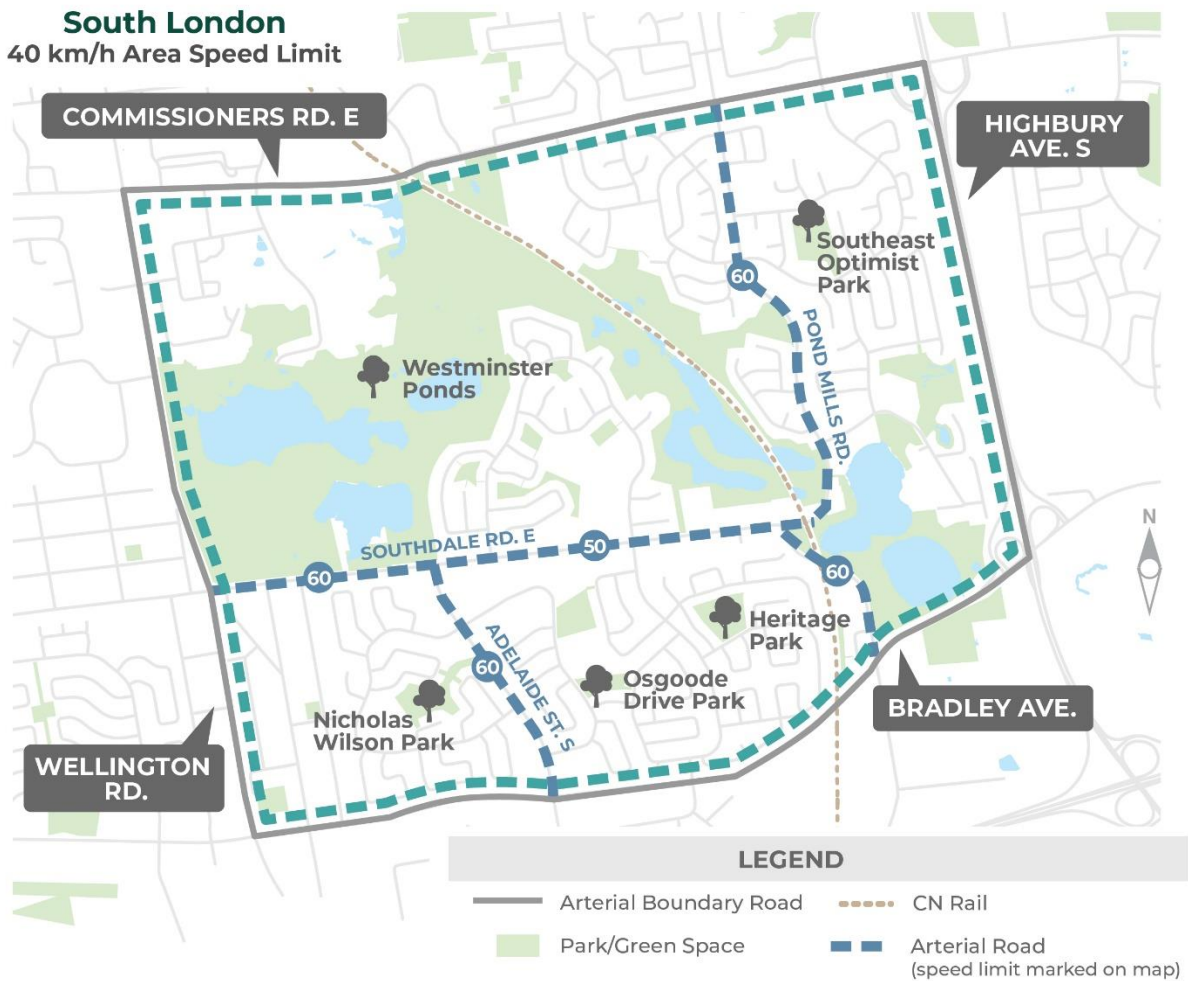 South London
40 km/h Area Speed Limit
COMMISSIONERS RD. E
HIGHBURY
AVE. S
Southeast
Optimist
Park
60
POND MILLS RD.
Westminster
Ponds
N
SOUTHDALE RD. E
50
60
60
ADELAIDE ST. S
60
Heritage
Park
Osgoode
Drive Park
Nicholas
Wilson Park
BRADLEY AVE.
WELLINGTON
RD.
LEGEND
Arterial Boundary Road
CN Rail
Park/Green Space
Arterial Road
(speed limit marked on map)